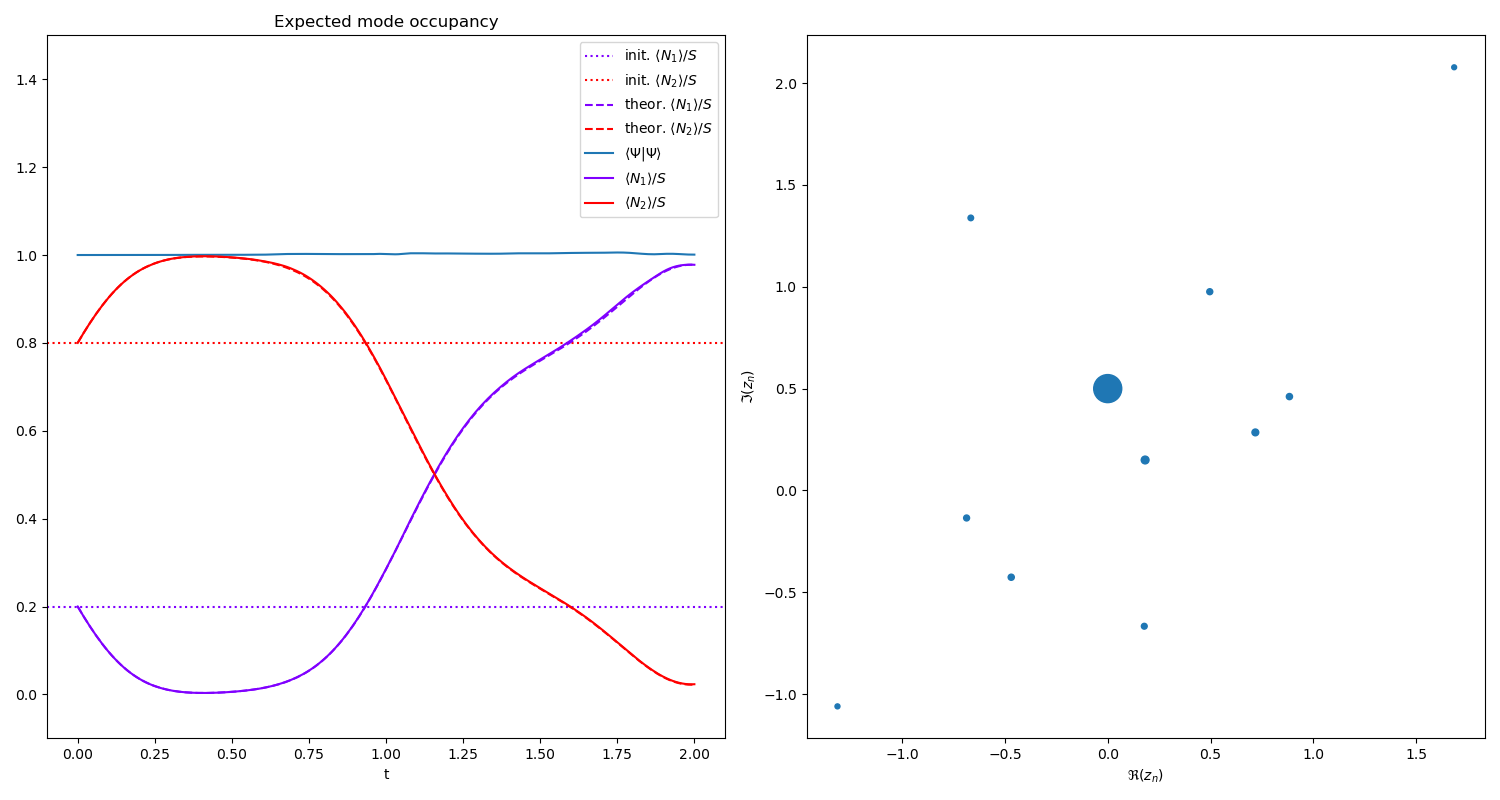 Expected mode occupancy
init. ⟨N₁⟩/S
init. ⟨N₂⟩/S
theor. ⟨N₁⟩/S
theor. ⟨N₂⟩/S
⟨Ψ|Ψ⟩
⟨N₁⟩/S
⟨N₂⟩/S
1.4
1.2
1.0
0.8
0.6
0.4
0.2
0.0
0.00 0.25 0.50 0.75 1.00 1.25 1.50 1.75 2.00
t
2.0
1.5
1.0
0.5
0.0
−0.5
−1.0
ℑ(zₙ)
−1.0 −0.5 0.0 0.5 1.0 1.5
ℜ(zₙ)